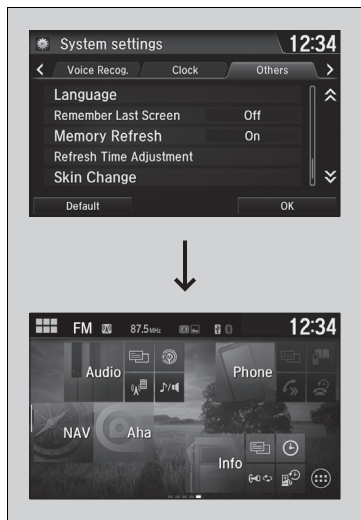 System settings 12:34
Voice Recog. Clock Others
Language
Remember Last Screen Off
Memory Refresh On
Refresh Time Adjustment
Skin Change
Default OK
FM 87.5MHz 12:34
Audio Phone
NAV Aha
Info